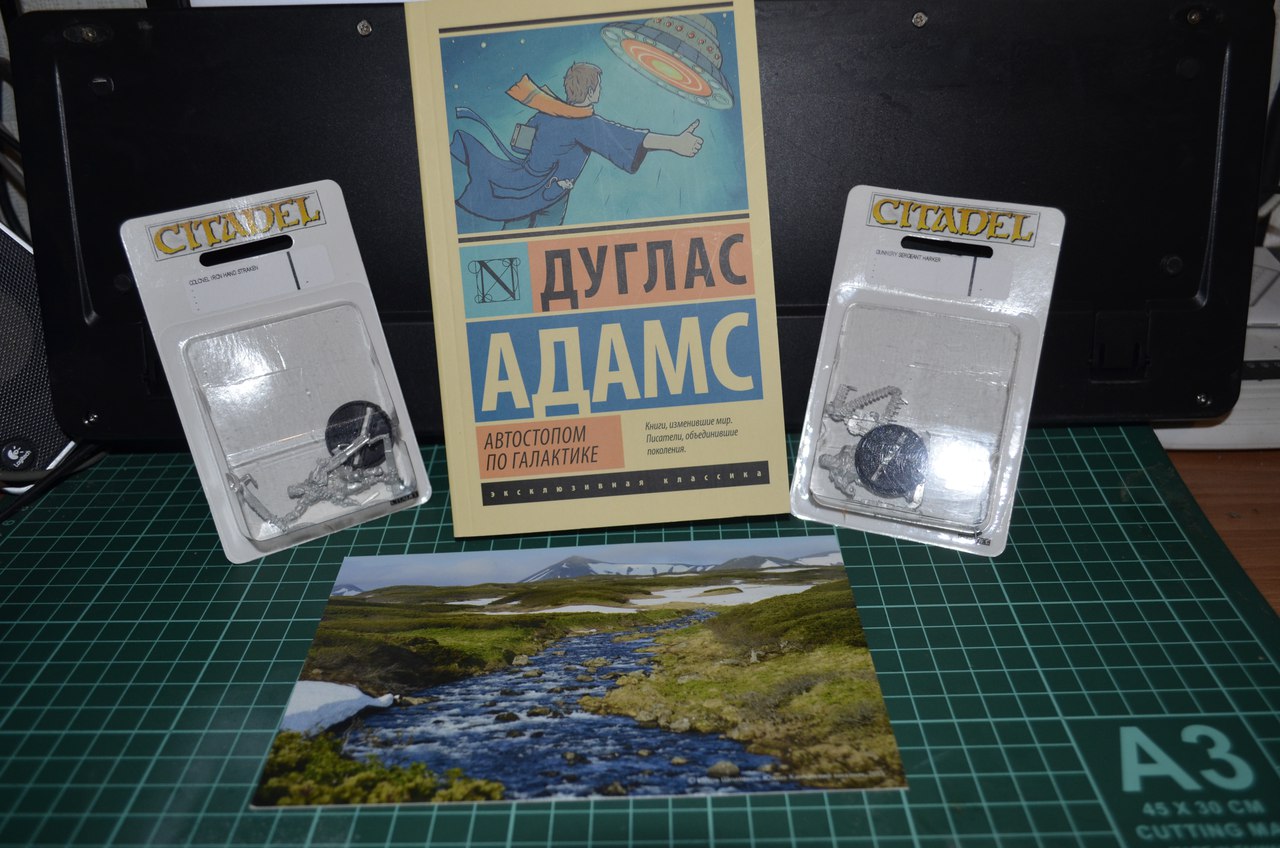 CITADEL
COLONEL IRON HAND STRAKEN
ДУГЛАС
АДАМС
АВТОСТОПОМ
ПО ГАЛАКТИКЕ
Книги, изменившие мир.
Писатели, объединившие
поколения.
эксклюзивная классика
CITADEL
GUNNERY SERGEANT HARKER
Logitech
A3
45 X 30 CM
CUTTING MA